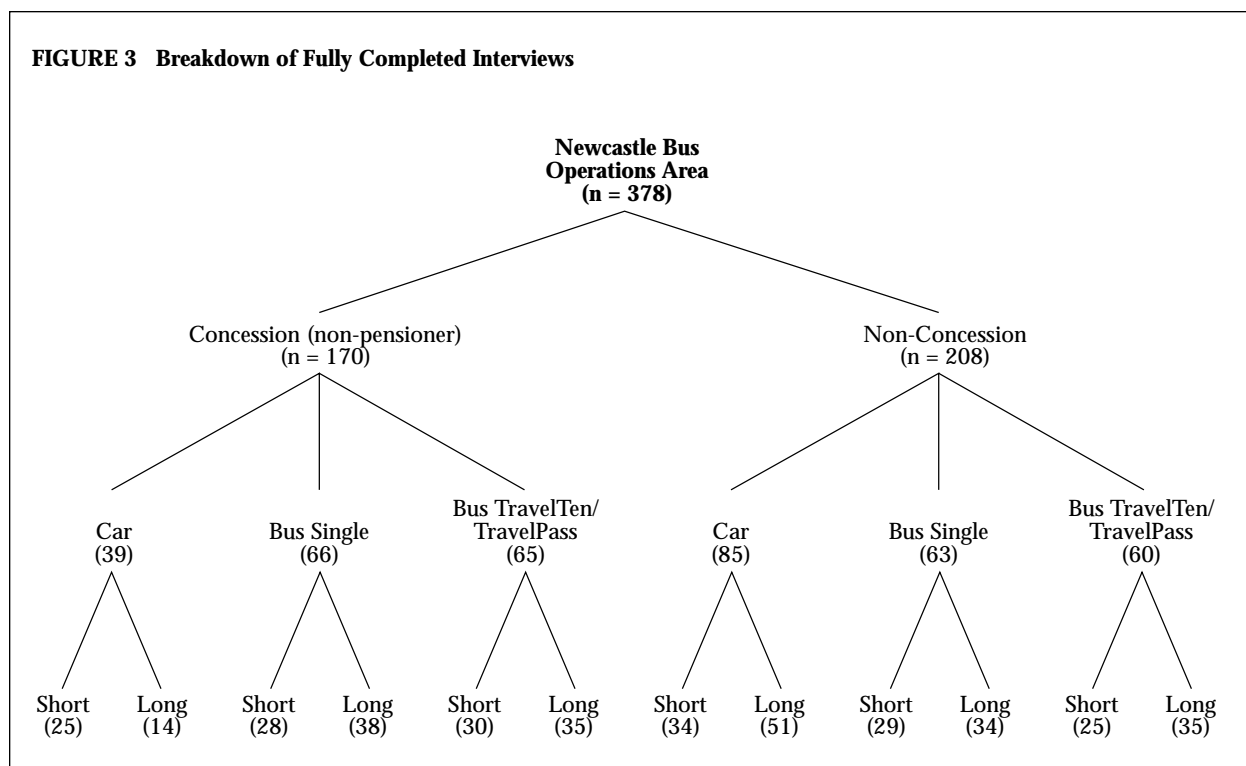 FIGURE 3 Breakdown of Fully Completed Interviews
Newcastle Bus
Operations Area
(n = 378)
Concession (non-pensioner)
(n = 170)
Non-Concession
(n = 208)
Car
(39)
Bus Single
(66)
Bus TravelTen/
TravelPass
(65)
Car
(85)
Bus Single
(63)
Bus TravelTen/
TravelPass
(60)
Short
(25)
Long
(14)
Short
(28)
Long
(38)
Short
(30)
Long
(35)
Short
(34)
Long
(51)
Short
(29)
Long
(34)
Short
(25)
Long
(35)